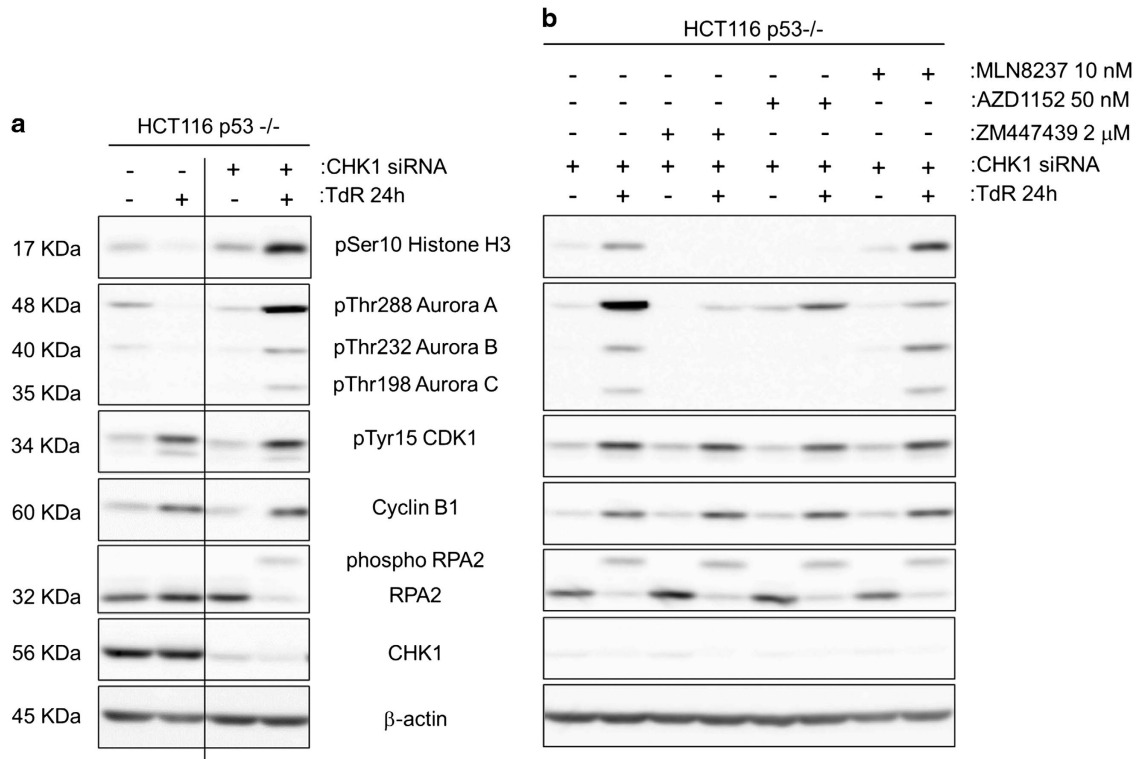 a
HCT116 p53 -/-
- - + + :CHK1 siRNA
- + - + :TdR 24h
17 KDa pSer10 Histone H3
48 KDa pThr288 Aurora A
40 KDa pThr232 Aurora B
35 KDa pThr198 Aurora C
34 KDa pTyr15 CDK1
60 KDa Cyclin B1
phospho RPA2
32 KDa RPA2
56 KDa CHK1
45 KDa β-actin
b
HCT116 p53-/-
- - - - - - + + :MLN8237 10 nM
- - - - + + - - :AZD1152 50 nM
- - + + - - - - :ZM447439 2 μM
+ + + + + + + + :CHK1 siRNA
- + - + - + - + :TdR 24h